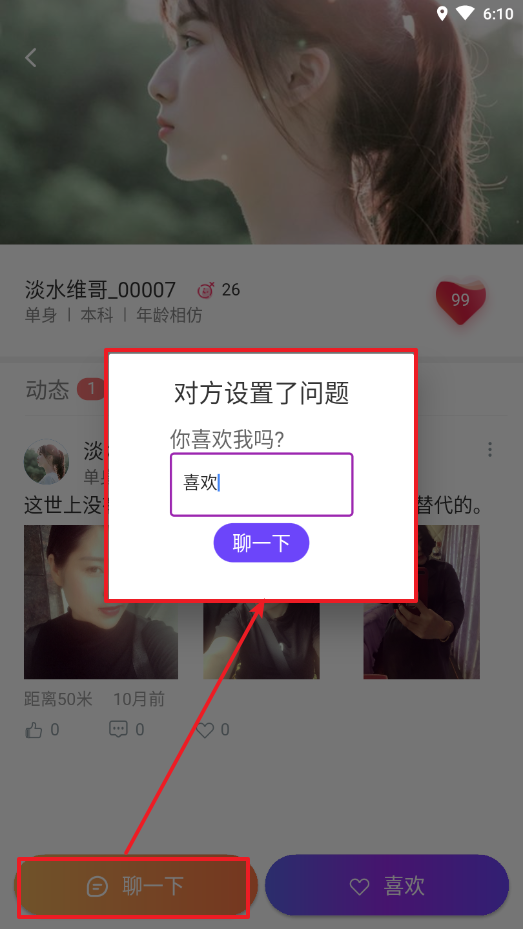 6:10
淡水维哥_00007 26
99
单身 | 本科 | 年龄相仿
动态 1
对方设置了问题
你喜欢我吗?
喜欢
聊一下
淡
单
这世上没
替代的。
距离50米 10月前
0 0 0
聊一下
喜欢